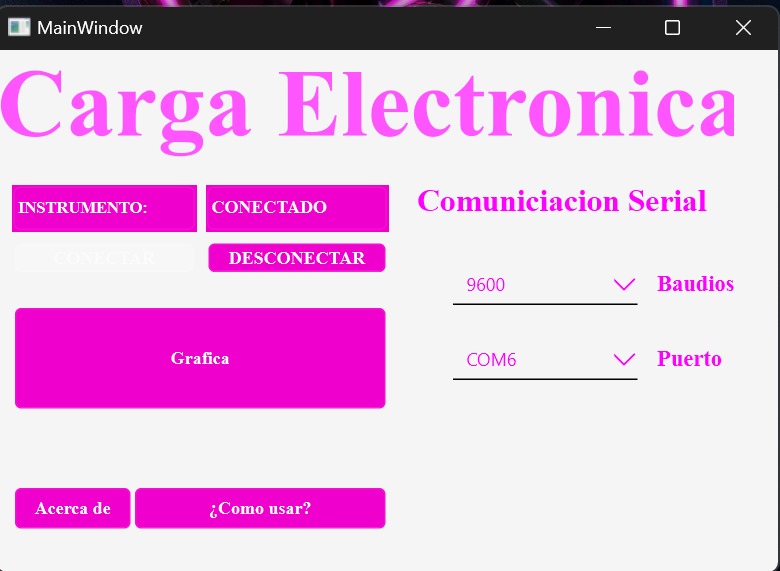 MainWindow
Carga Electronica
INSTRUMENTO:
CONECTADO
Comuniciacion Serial
CONECTAR
DESCONECTAR
9600
Baudios
Grafica
COM6
Puerto
Acerca de
¿Como usar?